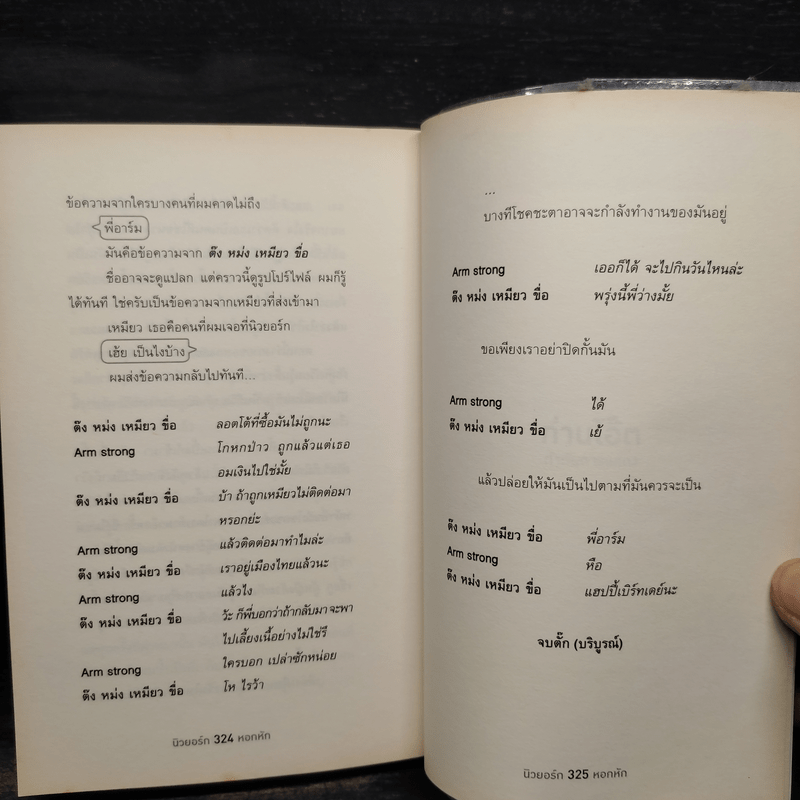 ข้อความจากใครบางคนที่ผมคาดไม่ถึง
พี่อาร์ม
มันคือข้อความจาก ต๊ง หม่ง เหมียว ขื่อ
ชื่ออาจจะดูแปลก แต่คราวนี้ดูรูปโปร์ไฟล์ ผมก็รู้
ได้ทันที ใช่ครับเป็นข้อความจากเหมียวที่ส่งเข้ามา
เหมียว เธอคือคนที่ผมเจอที่นิวยอร์ก
เฮ้ย เป็นไงบ้าง
ผมส่งข้อความกลับไปทันที...
ต๊ง หม่ง เหมียว ขื่อ ลอตโต้ที่ซื้อมันไม่ถูกนะ
Arm strong โกหกป่าว ถูกแล้วแต่เธอ
อมเงินไปใช่มั้ย
ต๊ง หม่ง เหมียว ขื่อ บ้า ถ้าถูกเหมียวไม่ติดต่อมา
หรอกย่ะ
Arm strong แล้วติดต่อมาทำไมล่ะ
ต๊ง หม่ง เหมียว ขื่อ เราอยู่เมืองไทยแล้วนะ
Arm strong แล้วไง
ต๊ง หม่ง เหมียว ขื่อ ว้ะ ก็พี่บอกว่าถ้ากลับมา จะพา
ไปเลี้ยงเนื้อย่างไม่ใช่รึ
Arm strong ใครบอก เปล่าซักหน่อย
ต๊ง หม่ง เหมียว ขื่อ โห ไรว้า
นิวยอร์ก 324 หอกหัก
...
บางทีโชคชะตาอาจจะกำลังทำงานของมันอยู่
Arm strong เออก็ได้ จะไปกินวันไหนล่ะ
ต๊ง หม่ง เหมียว ขื่อ พรุ่งนี้พี่ว่างมั้ย
ขอเพียงเราอย่าปิดกั้นมัน
Arm strong ได้
ต๊ง หม่ง เหมียว ขื่อ เย้
แล้วปล่อยให้มันเป็นไปตามที่มันควรจะเป็น
ต๊ง หม่ง เหมียว ขื่อ พี่อาร์ม
Arm strong หือ
ต๊ง หม่ง เหมียว ขื่อ แฮปปี้เบิร์ทเดย์นะ
จบตั๊ก (บริบูรณ์)
นิวยอร์ก 325 หอกหัก